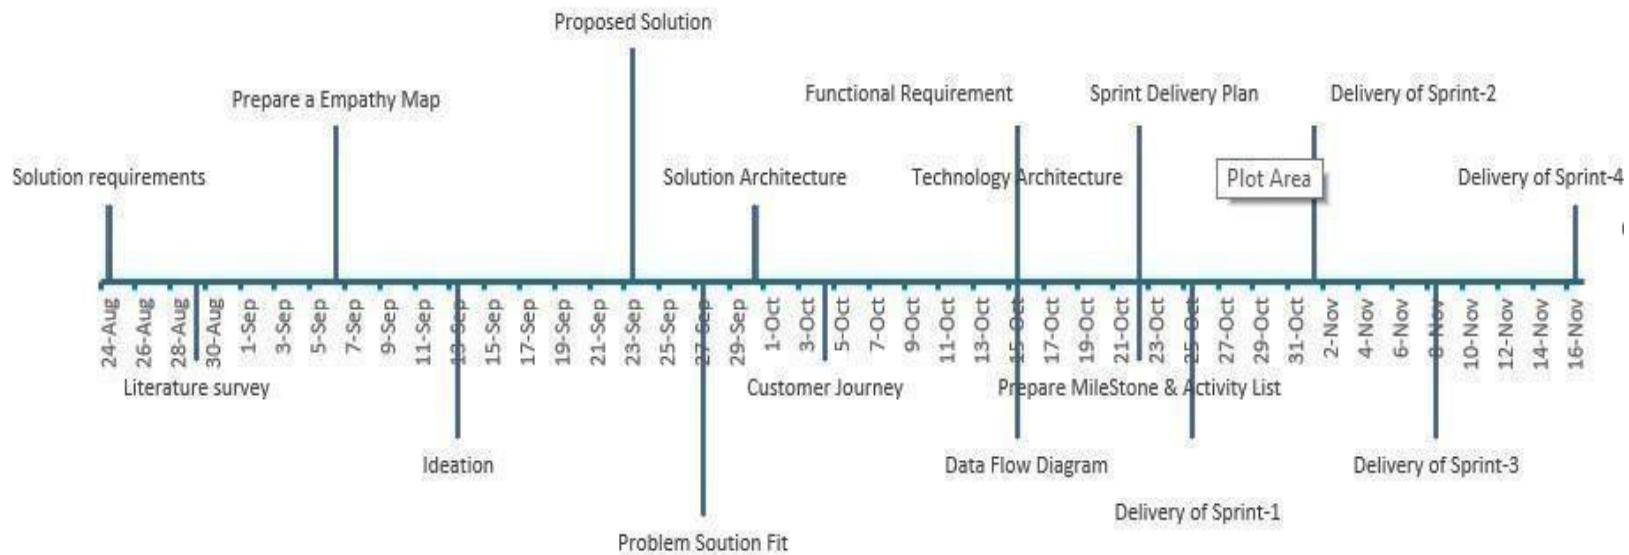 Proposed Solution
Prepare a Empathy Map
Functional Requirement
Sprint Delivery Plan
Delivery of Sprint-2
Solution requirements
Solution Architecture
Technology Architecture
Plot Area
Delivery of Sprint-4
24-Aug
26-Aug
28-Aug
30-Aug
1-Sep
3-Sep
5-Sep
7-Sep
9-Sep
11-Sep
13-Sep
15-Sep
17-Sep
19-Sep
21-Sep
23-Sep
25-Sep
27-Sep
29-Sep
1-Oct
3-Oct
5-Oct
7-Oct
9-Oct
11-Oct
13-Oct
15-Oct
17-Oct
19-Oct
21-Oct
23-Oct
25-Oct
27-Oct
29-Oct
31-Oct
2-Nov
4-Nov
6-Nov
8-Nov
10-Nov
12-Nov
14-Nov
16-Nov
Literature survey
Customer Journey
Prepare MileStone & Activity List
Ideation
Data Flow Diagram
Delivery of Sprint-3
Delivery of Sprint-1
Problem Soution Fit